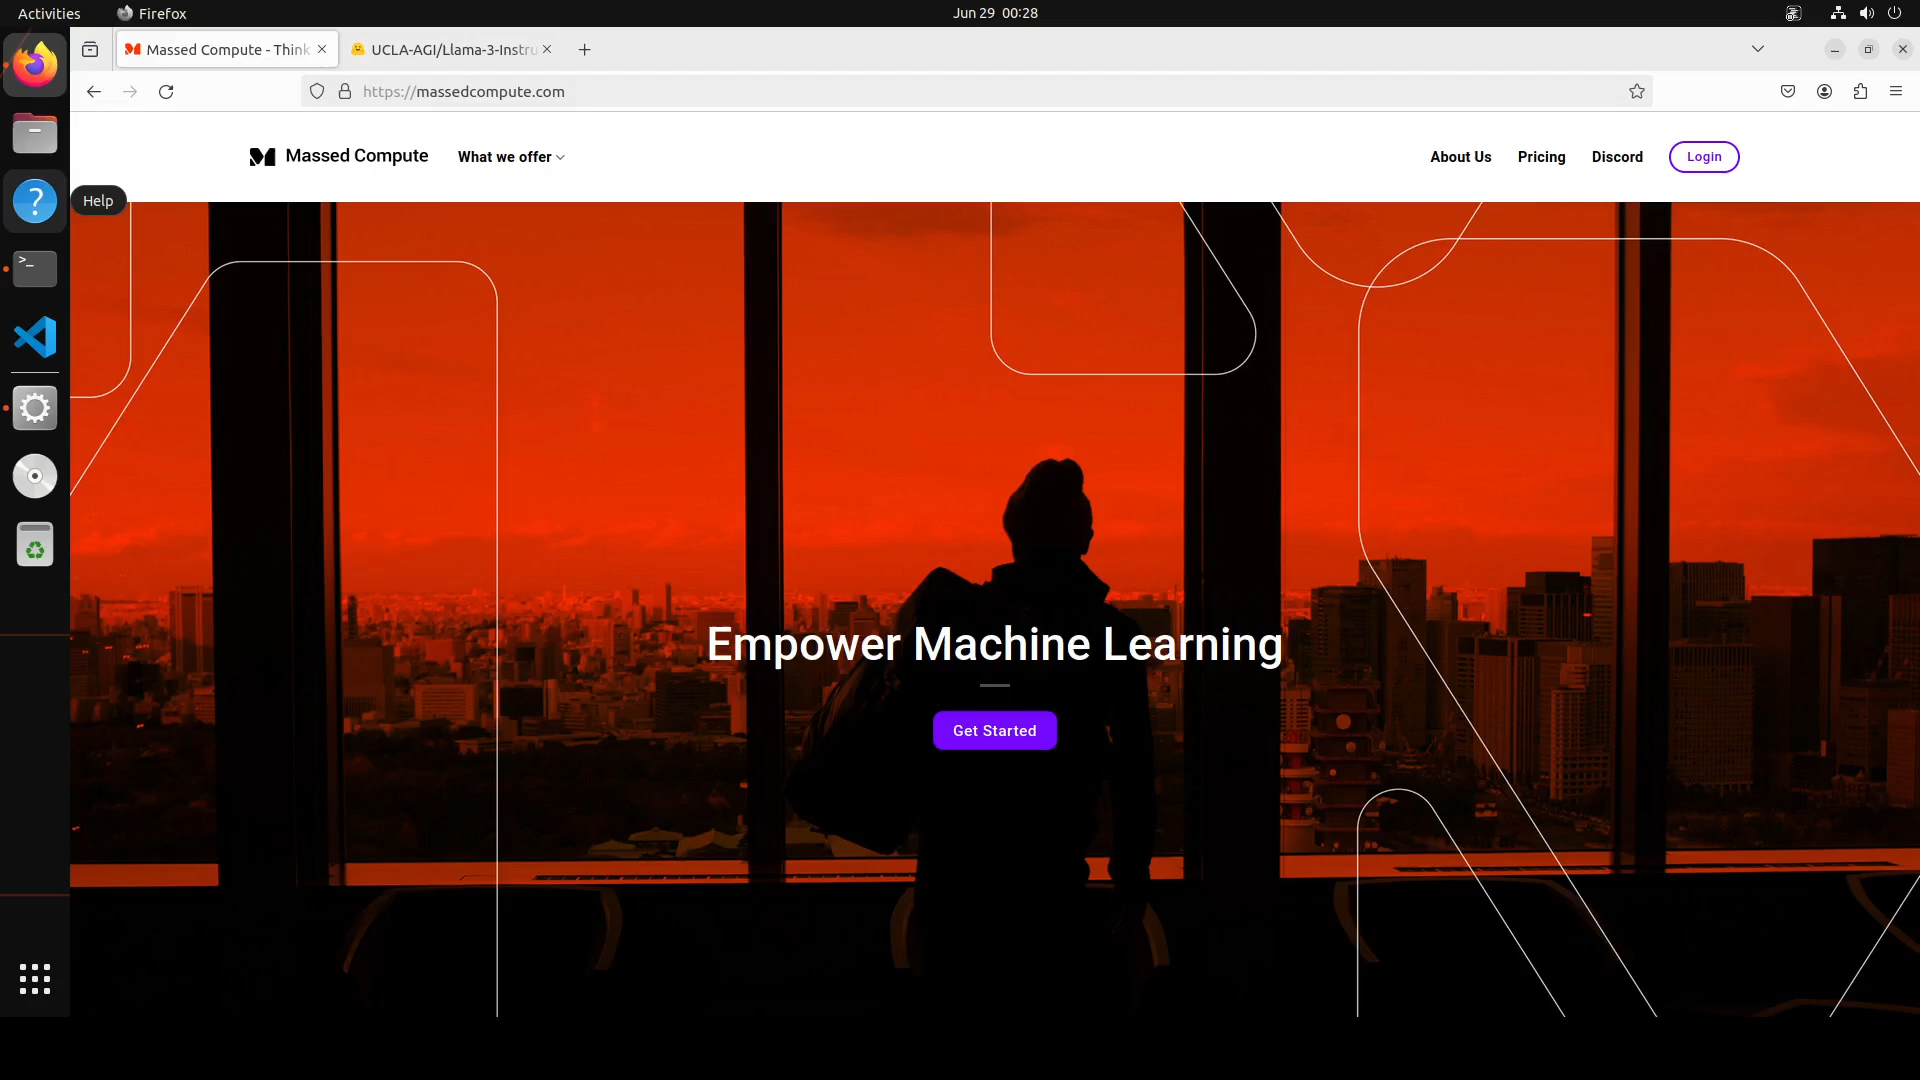 Activities
Firefox
Jun 29 00:28
Massed Compute - Think
UCLA-AGI/Llama-3-Instru
https://massedcompute.com
Massed Compute
What we offer
About Us
Pricing
Discord
Login
Help
>_
Empower Machine Learning
Get Started